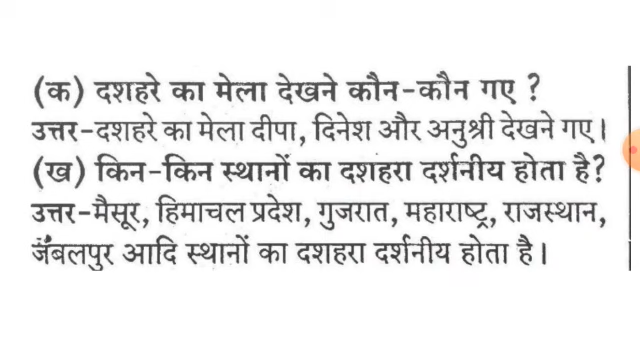 (क) दशहरे का मेला देखने कौन-कौन गए ?
उत्तर-दशहरे का मेला दीपा, दिनेश और अनुश्री देखने गए।
(ख) किन-किन स्थानों का दशहरा दर्शनीय होता है?
उत्तर-मैसूर, हिमाचल प्रदेश, गुजरात, महाराष्ट्र, राजस्थान,
जबलपुर आदि स्थानों का दशहरा दर्शनीय होता है।